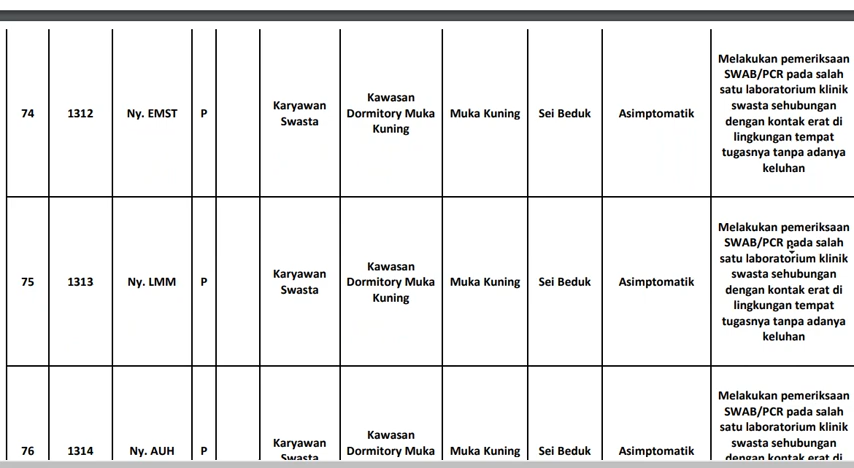 74 1312 Ny. EMST P Karyawan Swasta Kawasan Dormitory Muka Kuning Muka Kuning Sei Beduk Asimptomatik Melakukan pemeriksaan SWAB/PCR pada salah satu laboratorium klinik swasta sehubungan dengan kontak erat di lingkungan tempat tugasnya tanpa adanya keluhan
75 1313 Ny. LMM P Karyawan Swasta Kawasan Dormitory Muka Kuning Muka Kuning Sei Beduk Asimptomatik Melakukan pemeriksaan SWAB/PCR pada salah satu laboratorium klinik swasta sehubungan dengan kontak erat di lingkungan tempat tugasnya tanpa adanya keluhan
76 1314 Ny. AUH P Karyawan Swasta Kawasan Dormitory Muka Muka Kuning Sei Beduk Asimptomatik Melakukan pemeriksaan SWAB/PCR pada salah satu laboratorium klinik swasta sehubungan dengan kontak erat di